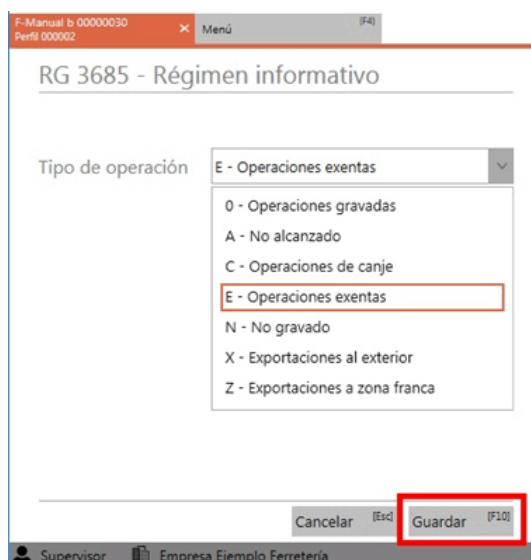 F-Manual b 00000030
Perfil 000002
Menú [F4]
RG 3685 - Régimen informativo
Tipo de operación E - Operaciones exentas
0 - Operaciones gravadas
A - No alcanzado
C - Operaciones de canje
E - Operaciones exentas
N - No gravado
X - Exportaciones al exterior
Z - Exportaciones a zona franca
Cancelar [Esc] Guardar [F10]
Supervisor Empresa Ejemplo Ferretería